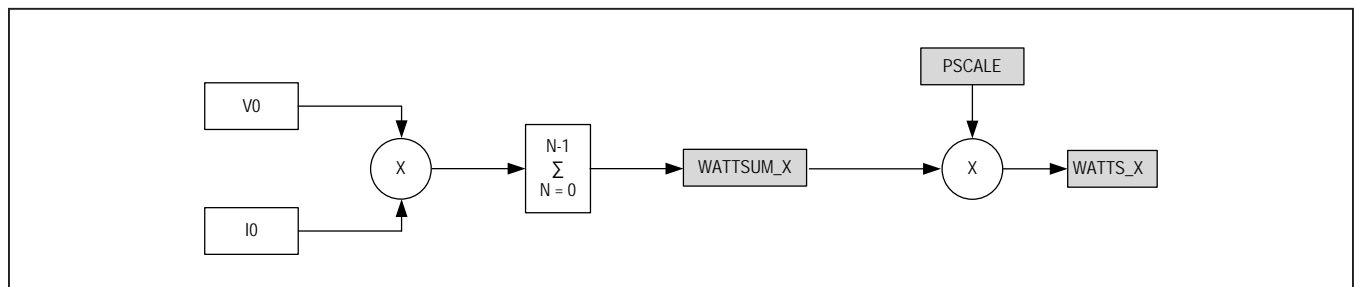 PSCALE
V0
X
N-1
Σ
N = 0
WATTSUM_X
X
WATTS_X
I0